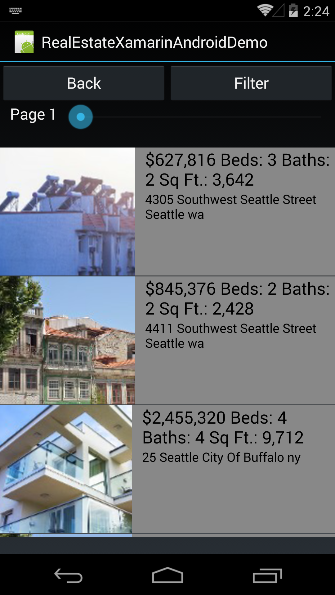 2:24
RealEstateXamarinAndroidDemo
Back
Filter
Page 1
$627,816 Beds: 3 Baths:
2 Sq Ft.: 3,642
4305 Southwest Seattle Street
Seattle wa
$845,376 Beds: 2 Baths:
2 Sq Ft.: 2,428
4411 Southwest Seattle Street
Seattle wa
$2,455,320 Beds: 4
Baths: 4 Sq Ft.: 9,712
25 Seattle City Of Buffalo ny